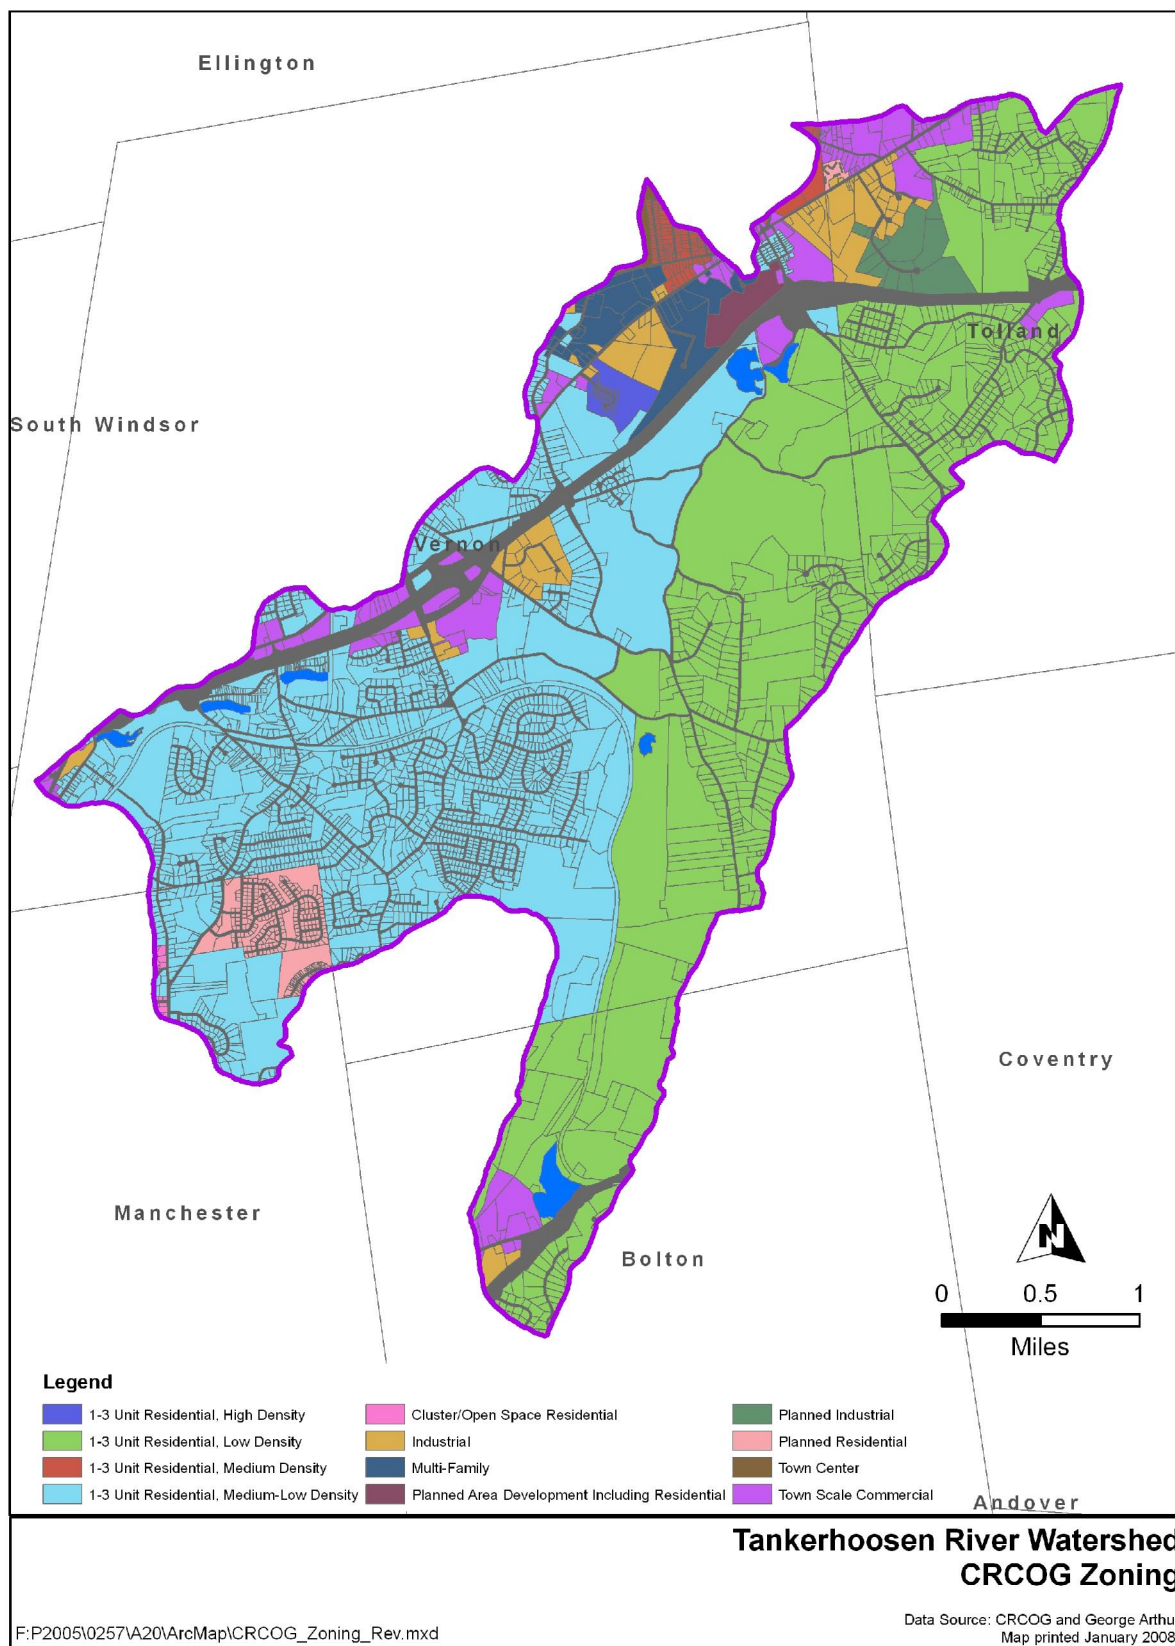 Ellington
Tolland
South Windsor
Vernon
Coventry
Manchester
Bolton
N
0 0.5 1
Miles
Legend
1-3 Unit Residential, High Density
1-3 Unit Residential, Low Density
1-3 Unit Residential, Medium Density
1-3 Unit Residential, Medium-Low Density
Cluster/Open Space Residential
Industrial
Multi-Family
Planned Area Development Including Residential
Planned Industrial
Planned Residential
Town Center
Town Scale Commercial
Andover
Tankerhoosen River Watershed
CRCOG Zoning
F:P2005\0257\A20\ArcMap\CRCOG_Zoning_Rev.mxd
Data Source: CRCOG and George Arthu
Map printed January 2008